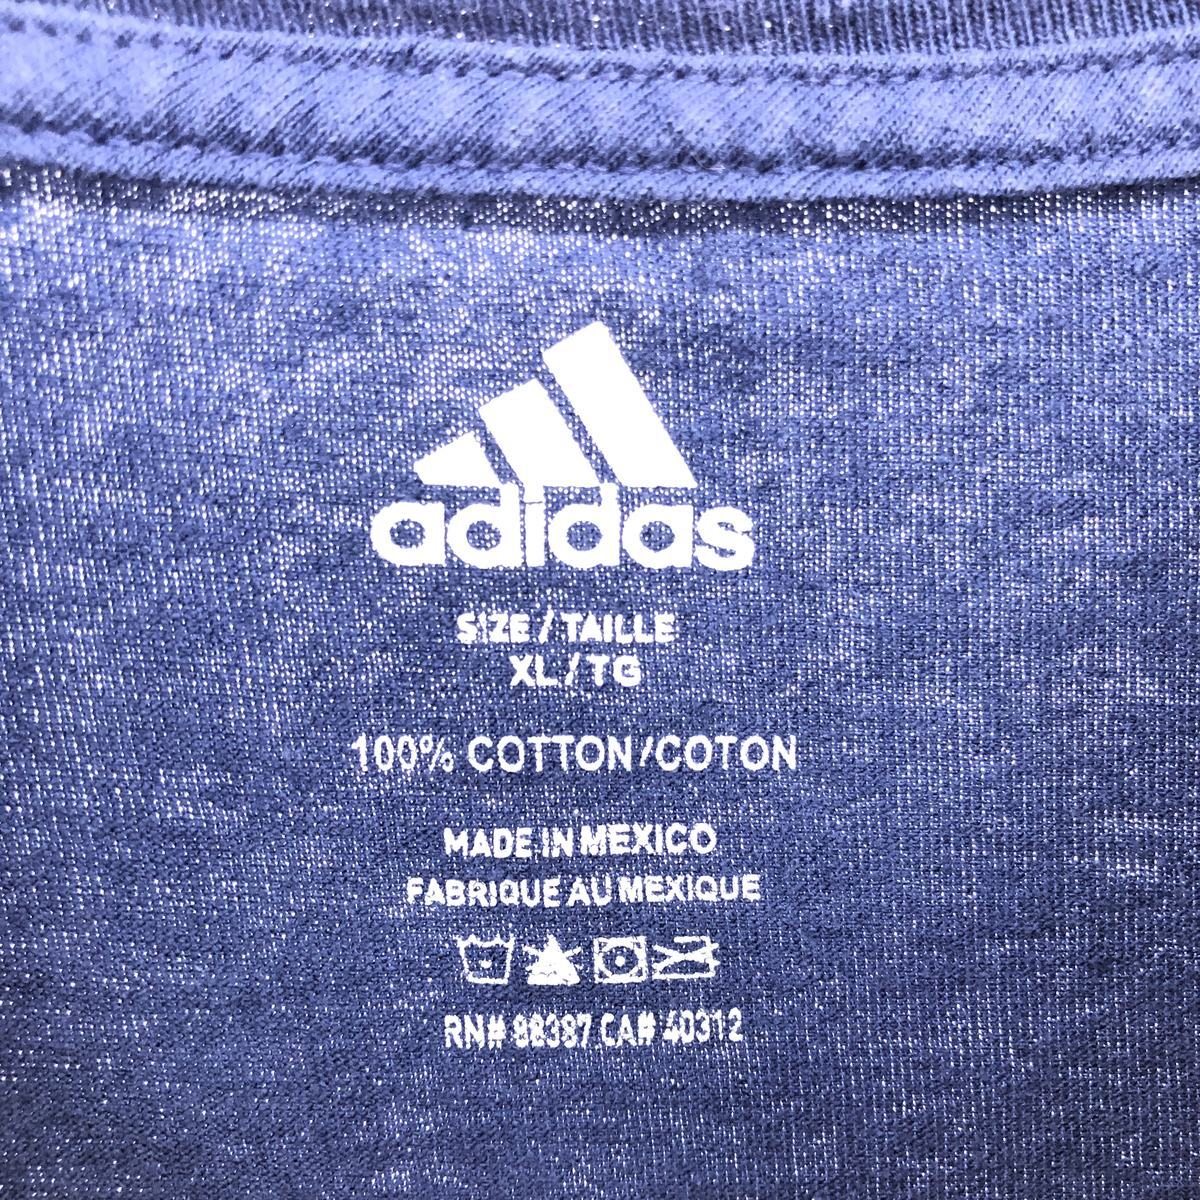 adidas
SIZE / TAILLE
XL / TG
100% COTTON/COTON
MADE IN MEXICO
FABRIQUE AU MEXIQUE
RN# 88387 CA# 40312